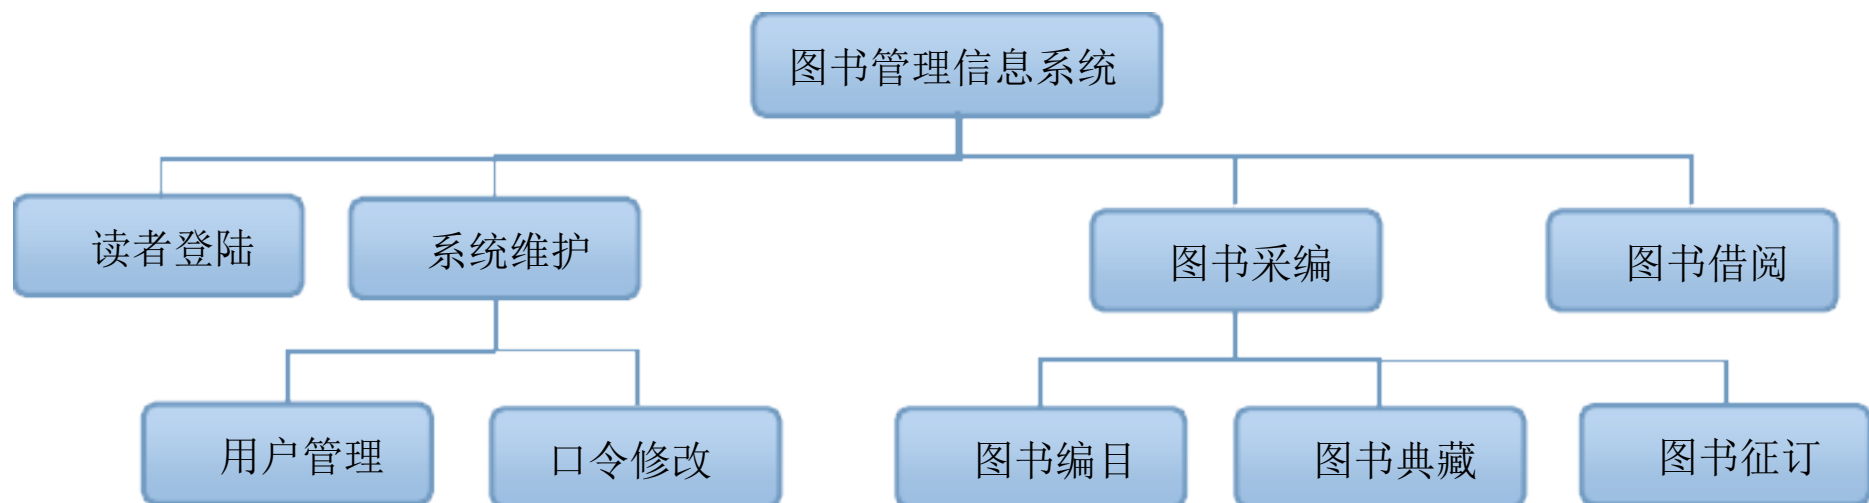 图书管理信息系统
读者登陆
系统维护
图书采编
图书借阅
用户管理
口令修改
图书编目
图书典藏
图书征订